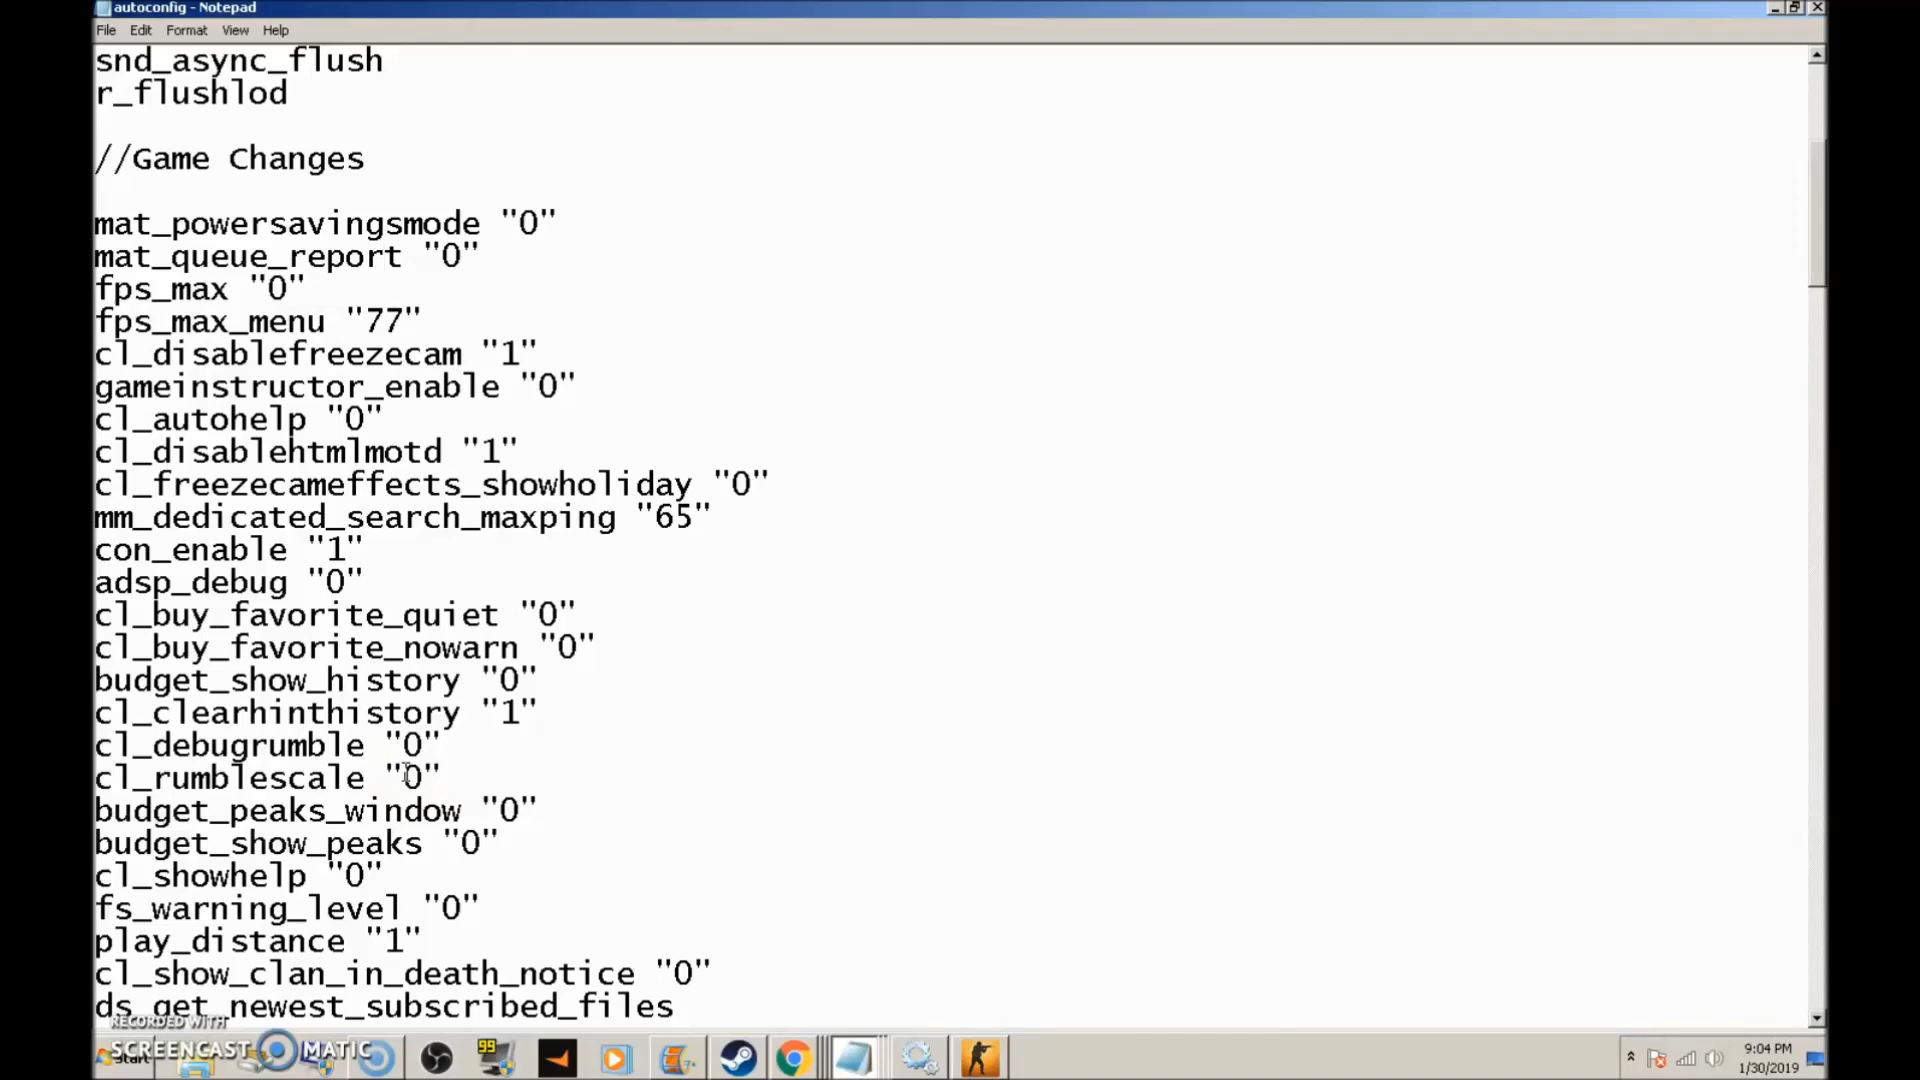 autoconfig - Notepad
File Edit Format View Help
snd_async_flush
r_flushlod
//Game Changes
mat_powersavingsmode "0"
mat_queue_report "0"
fps_max "0"
fps_max_menu "77"
cl_disablefreezecam "1"
gameinstructor_enable "0"
cl_autohelp "0"
cl_disablehtmlmotd "1"
cl_freezecameffects_showholiday "0"
mm_dedicated_search_maxping "65"
con_enable "1"
adsp_debug "0"
cl_buy_favorite_quiet "0"
cl_buy_favorite_nowarn "0"
budget_show_history "0"
cl_clearhinthistory "1"
cl_debugrumble "0"
cl_rumblescale "0"
budget_peaks_window "0"
budget_show_peaks "0"
cl_showhelp "0"
fs_warning_level "0"
play_distance "1"
cl_show_clan_in_death_notice "0"
ds_get_newest_subscribed_files
RECORDED WITH
SCREENCAST MATIC
Start
99
9:04 PM
1/30/2019